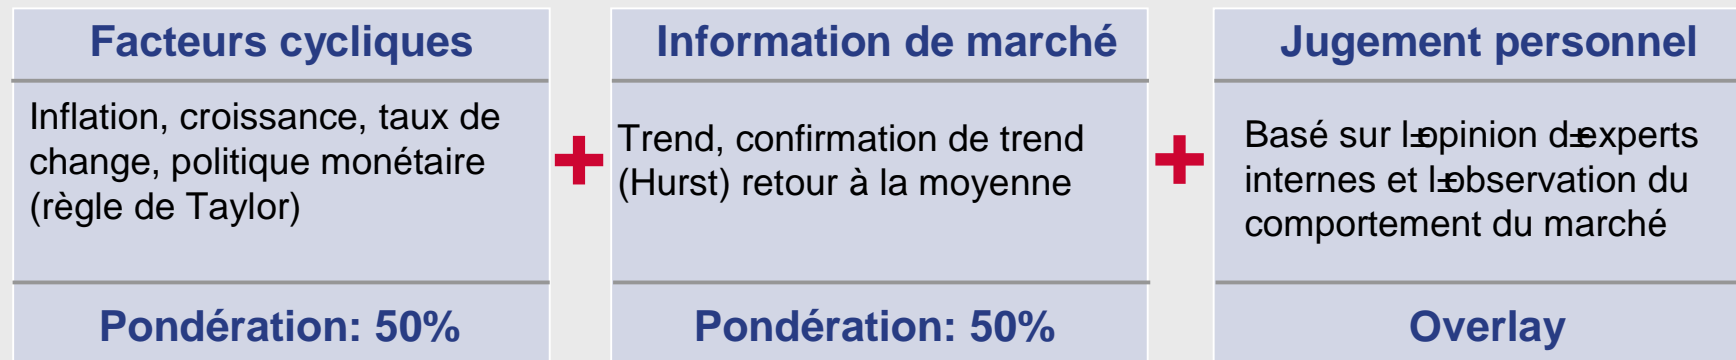 Facteurs cycliques
Inflation, croissance, taux de
change, politique monétaire
(règle de Taylor)
Pondération: 50%
+
Information de marché
Trend, confirmation de trend
(Hurst) retour à la moyenne
Pondération: 50%
+
Jugement personnel
Basé sur l±opinion d±experts
internes et l±observation du
comportement du marché
Overlay